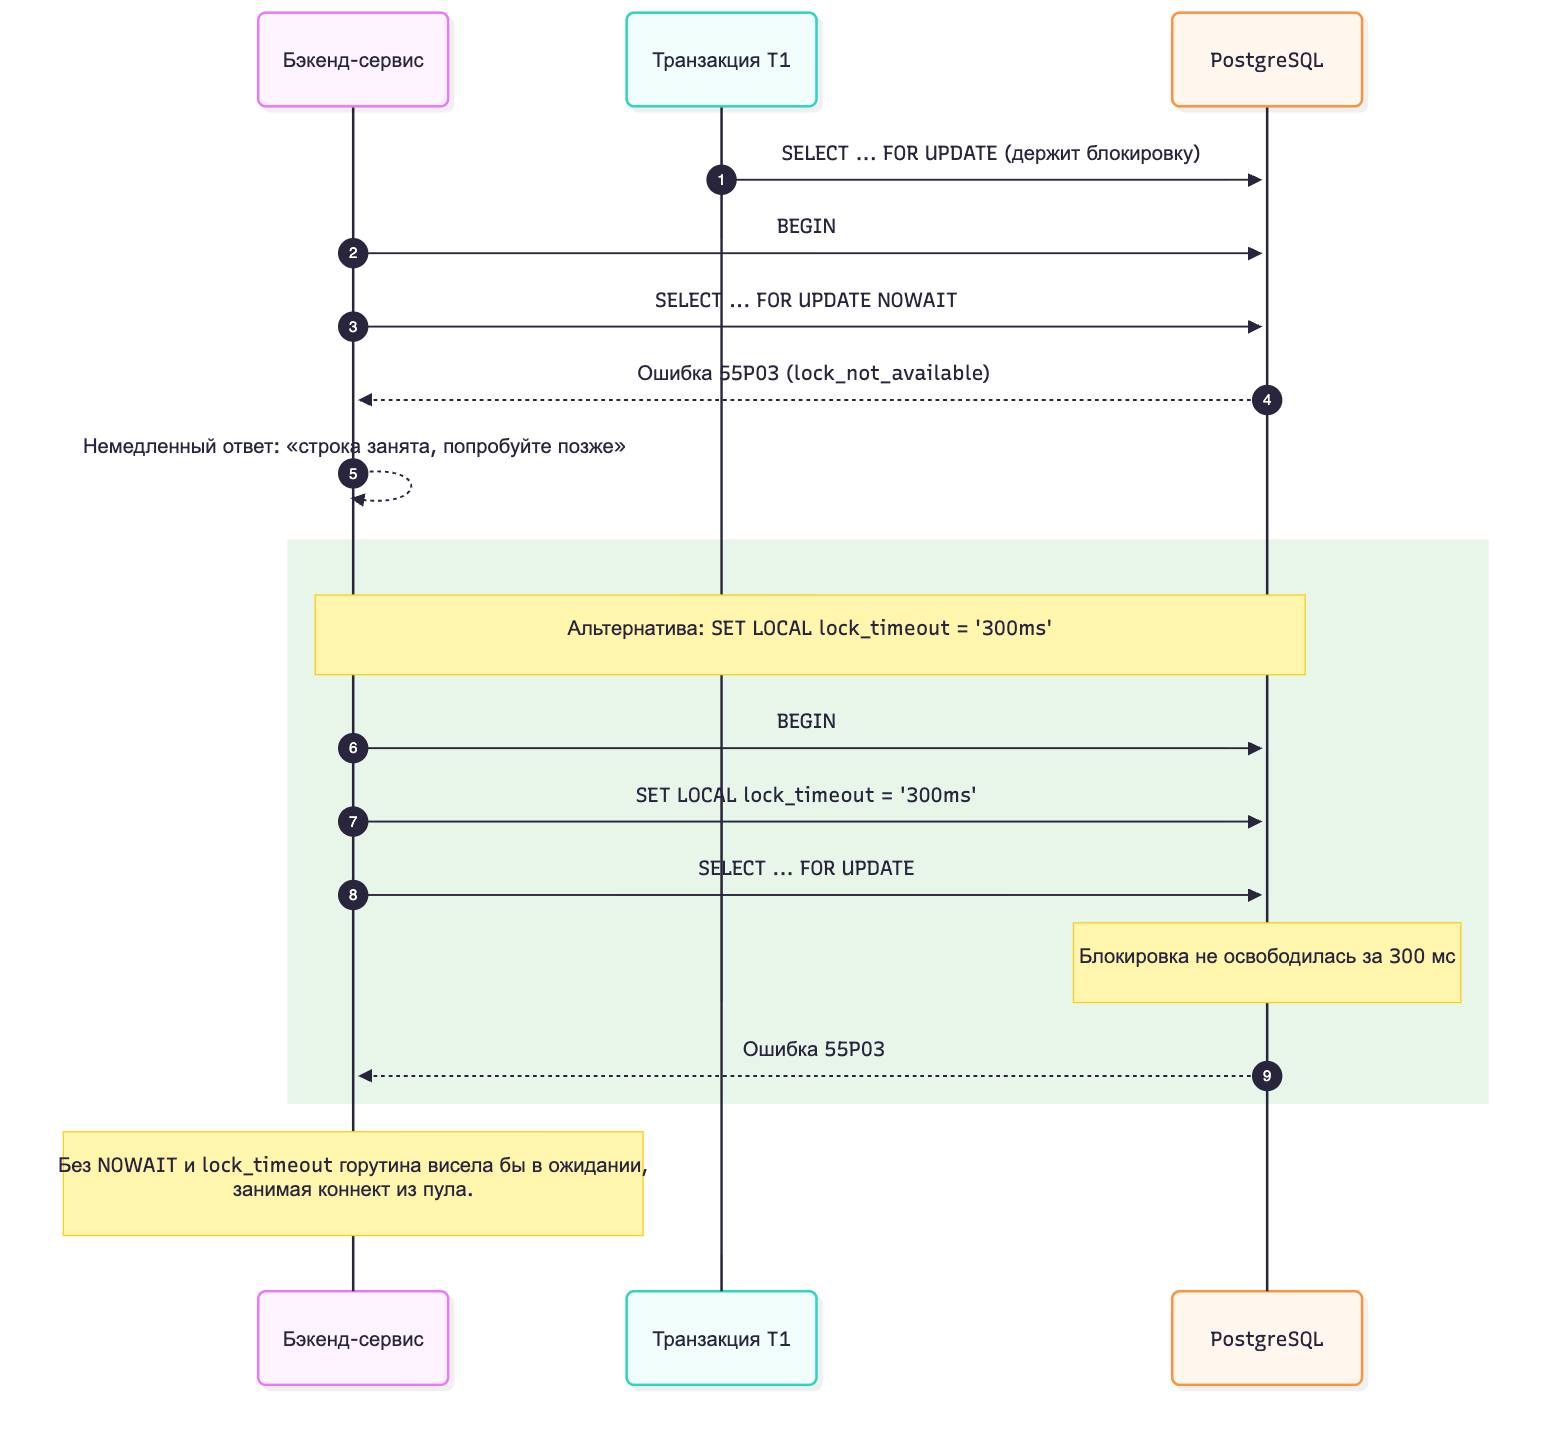 Бэкенд-сервис
Транзакция T1
PostgreSQL
SELECT ... FOR UPDATE (держит блокировку)
1
BEGIN
2
SELECT ... FOR UPDATE NOWAIT
3
Ошибка 55P03 (lock_not_available)
4
Немедленный ответ: «строка занята, попробуйте позже»
5
Альтернатива: SET LOCAL lock_timeout = '300ms'
BEGIN
6
SET LOCAL lock_timeout = '300ms'
7
SELECT ... FOR UPDATE
8
Блокировка не освободилась за 300 мс
Ошибка 55P03
9
Без NOWAIT и lock_timeout горутина висела бы в ожидании,
занимая коннект из пула.
Бэкенд-сервис
Транзакция T1
PostgreSQL